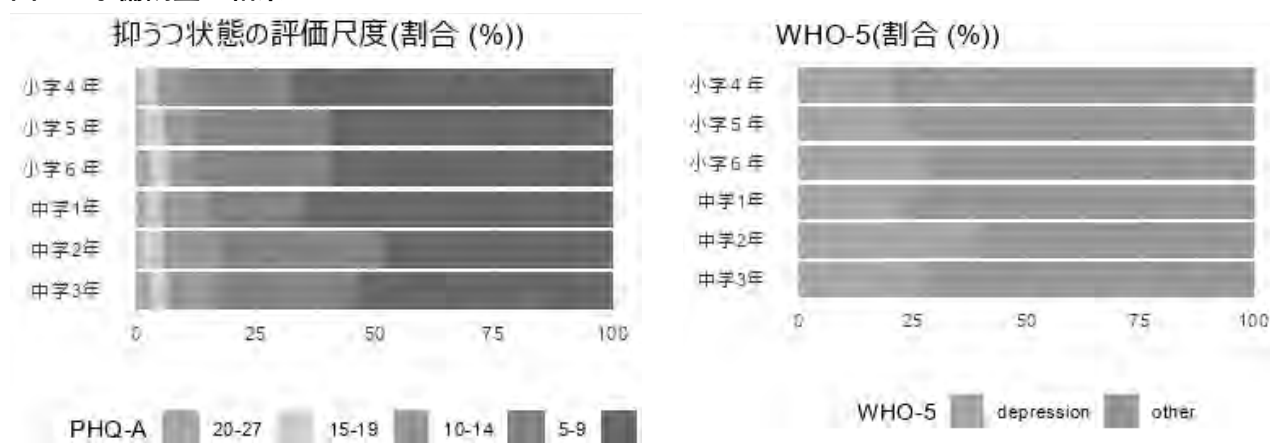 抑うつ状態の評価尺度(割合 (%))
小学4年
小学5年
小学6年
中学1年
中学2年
中学3年
0 25 50 75 100
PHQ-A 20-27 15-19 10-14 5-9
WHO-5(割合 (%))
小学4年
小学5年
小学6年
中学1年
中学2年
中学3年
0 25 50 75 100
WHO-5 depression other